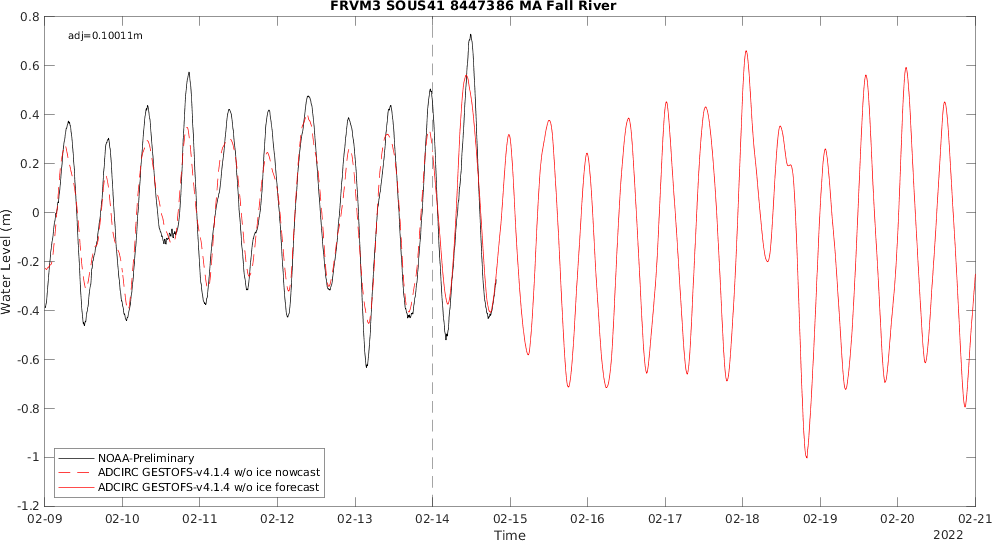 FRVM3 SOUS41 8447386 MA Fall River
adj=0.10011m
0.8
0.6
0.4
0.2
0
-0.2
-0.4
-0.6
-0.8
-1
-1.2
Water Level (m)
NOAA-Preliminary
ADCIRC GESTOFS-v4.1.4 w/o ice nowcast
ADCIRC GESTOFS-v4.1.4 w/o ice forecast
02-09 02-10 02-11 02-12 02-13 02-14 02-15 02-16 02-17 02-18 02-19 02-20 02-21
Time
2022